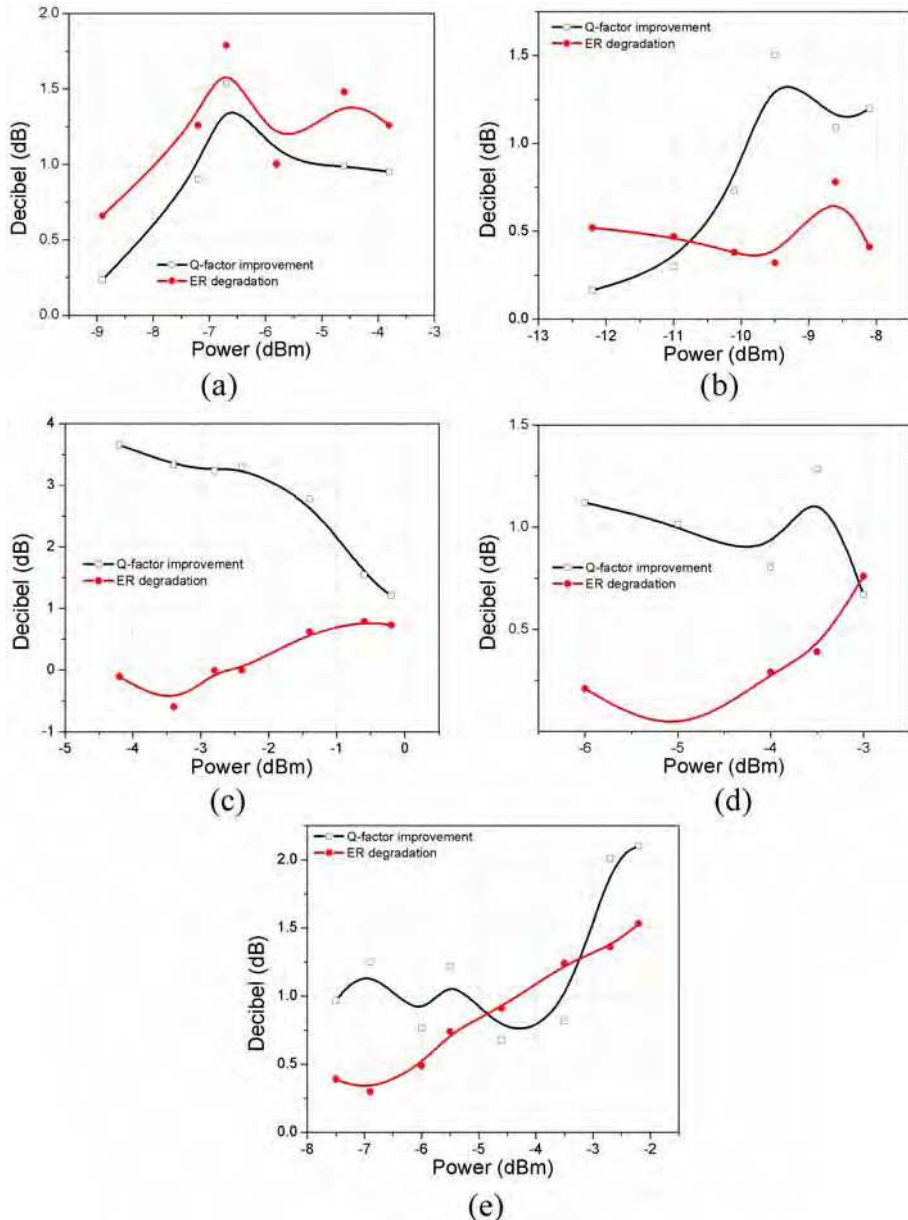 2.0
1.5
1.0
0.5
0.0
Decibel (dB)
Q-factor improvement
ER degradation
-9 -8 -7 -6 -5 -4 -3
Power (dBm)
(a)
Q-factor improvement
ER degradation
1.5
1.0
0.5
0.0
Decibel (dB)
-13 -12 -11 -10 -9 -8
Power (dBm)
(b)
4
3
2
1
0
-1
Decibel (dB)
Q-factor improvement
ER degradation
-5 -4 -3 -2 -1 0
Power (dBm)
(c)
1.5
1.0
0.5
Decibel (dB)
Q-factor improvement
ER degradation
-6 -5 -4 -3
Power (dBm)
(d)
Q-factor improvement
ER degradation
2.0
1.5
1.0
0.5
0.0
Decibel (dB)
-8 -7 -6 -5 -4 -3 -2
Power (dBm)
(e)